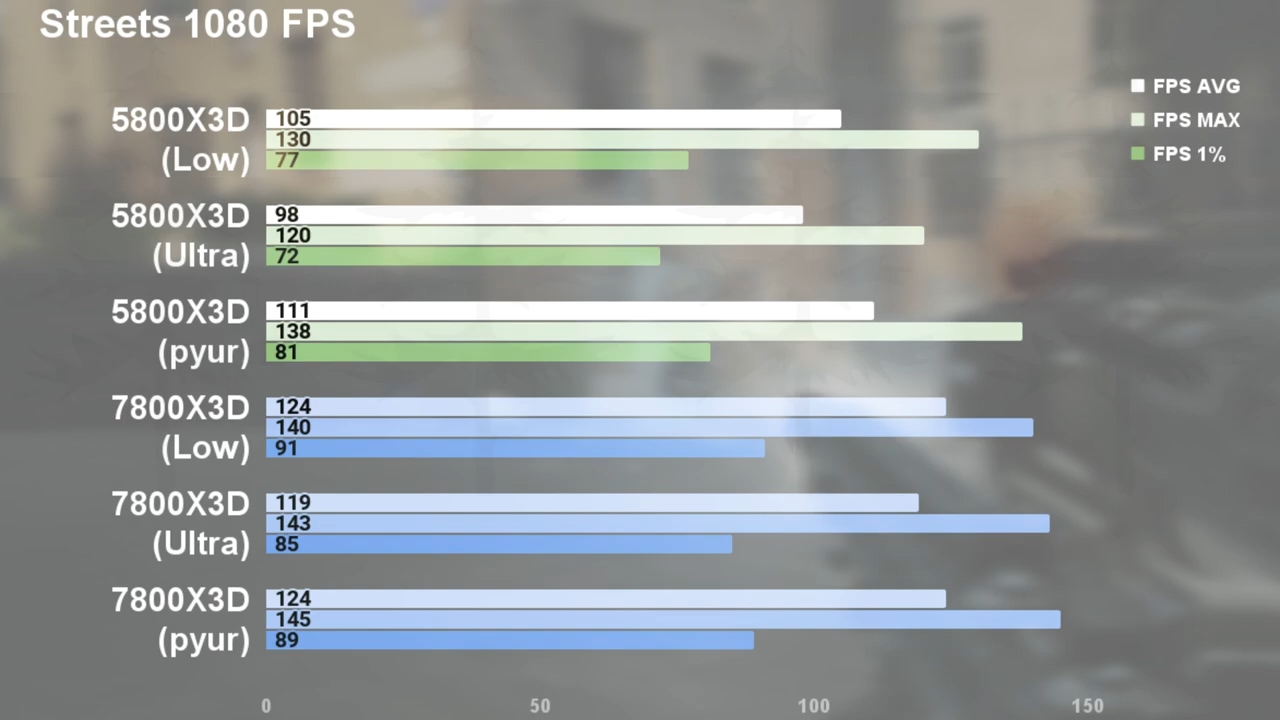 Streets 1080 FPS
FPS AVG
FPS MAX
FPS 1%
5800X3D
(Low)
105
130
77
5800X3D
(Ultra)
98
120
72
5800X3D
(pyur)
111
138
81
7800X3D
(Low)
124
140
91
7800X3D
(Ultra)
119
143
85
7800X3D
(pyur)
124
145
89
0 50 100 150